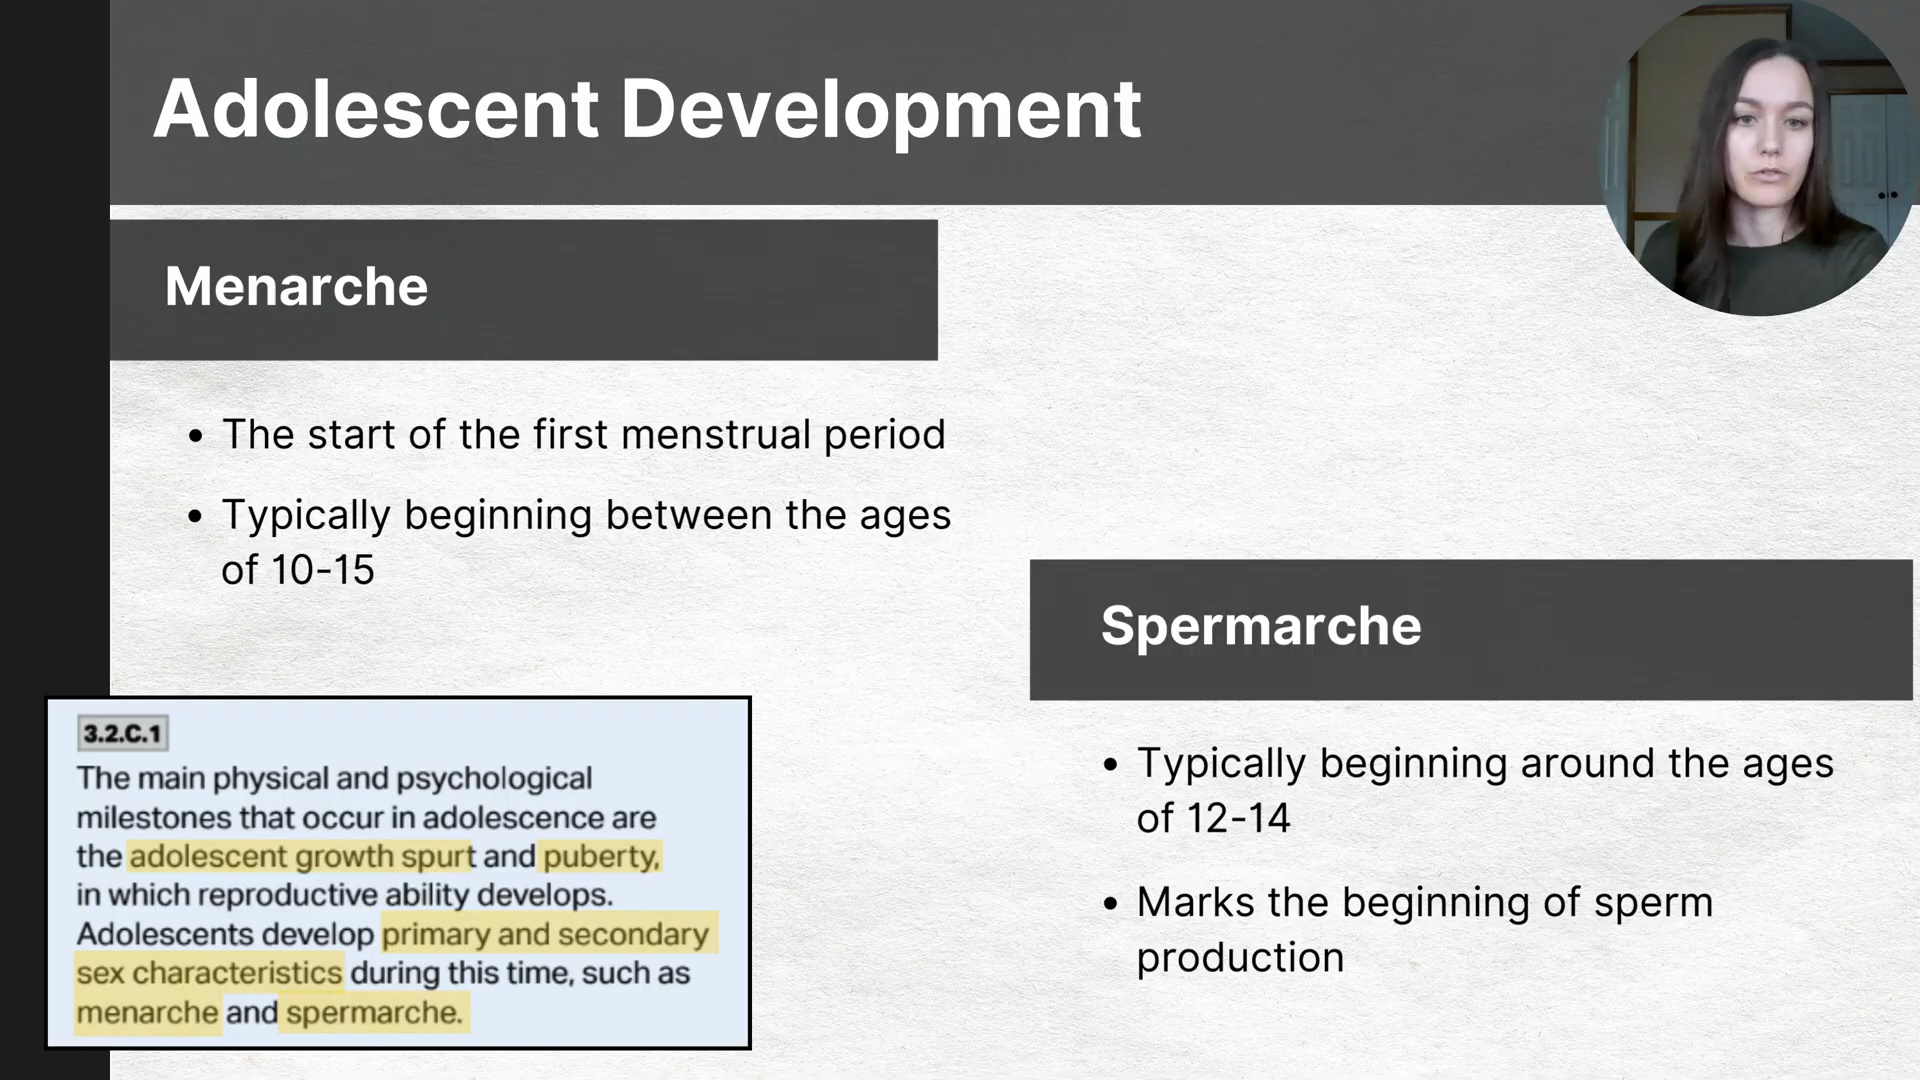 Adolescent Development
Menarche
• The start of the first menstrual period
• Typically beginning between the ages
of 10-15
Spermarche
• Typically beginning around the ages
of 12-14
• Marks the beginning of sperm
production
3.2.C.1
The main physical and psychological
milestones that occur in adolescence are
the adolescent growth spurt and puberty,
in which reproductive ability develops.
Adolescents develop primary and secondary
sex characteristics during this time, such as
menarche and spermarche.